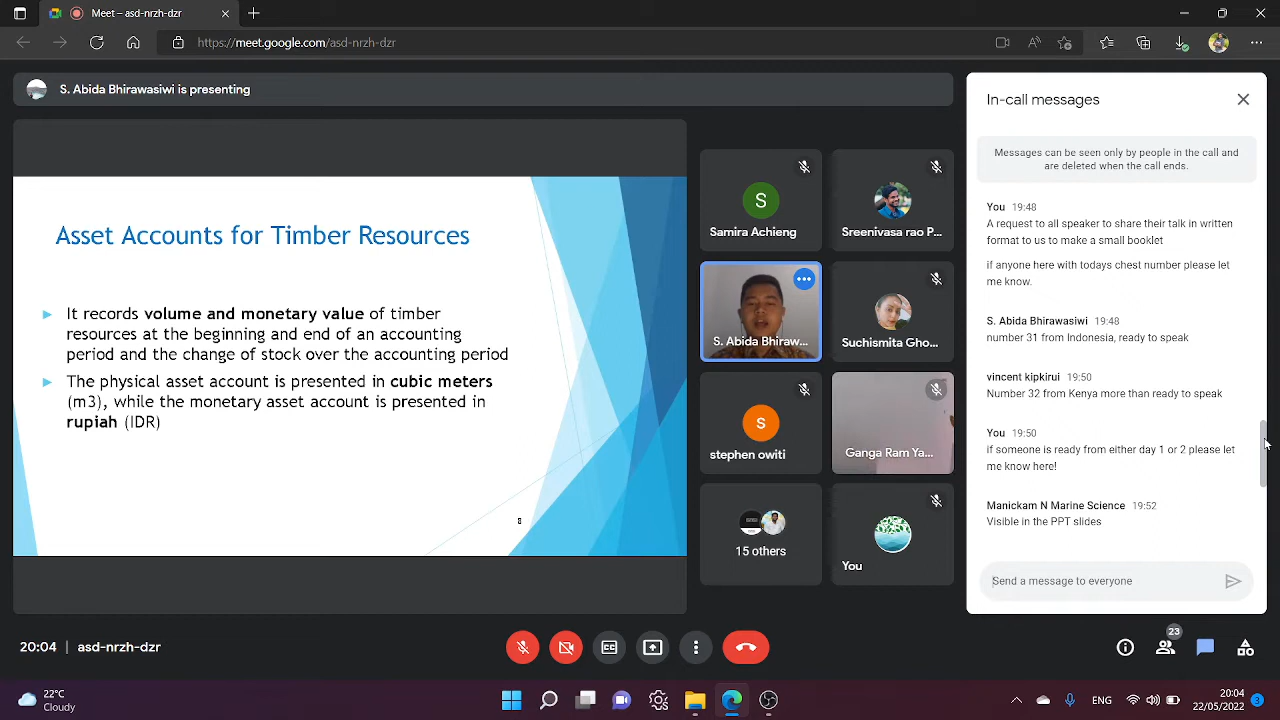 Meet – asd-nrzh-dzr
https://meet.google.com/asd-nrzh-dzr
S. Abida Bhirawasiwi is presenting
Asset Accounts for Timber Resources
It records volume and monetary value of timber
resources at the beginning and end of an accounting
period and the change of stock over the accounting period
The physical asset account is presented in cubic meters
(m3), while the monetary asset account is presented in
rupiah (IDR)
S
Samira Achieng
Sreenivasa rao P...
S. Abida Bhiraw...
Suchismita Gho...
s
stephen owiti
Ganga Ram Ya...
15 others
You
In-call messages
Messages can be seen only by people in the call and
are deleted when the call ends.
You 19:48
A request to all speaker to share their talk in written
format to us to make a small booklet
if anyone here with todays chest number please let
me know.
S. Abida Bhirawasiwi 19:48
number 31 from Indonesia, ready to speak
vincent kipkirui 19:50
Number 32 from Kenya more than ready to speak
You 19:50
if someone is ready from either day 1 or 2 please let
me know here!
Manickam N Marine Science 19:52
Visible in the PPT slides
Send a message to everyone
20:04 | asd-nrzh-dzr
23
22°C
Cloudy
ENG
20:04
22/05/2022
3